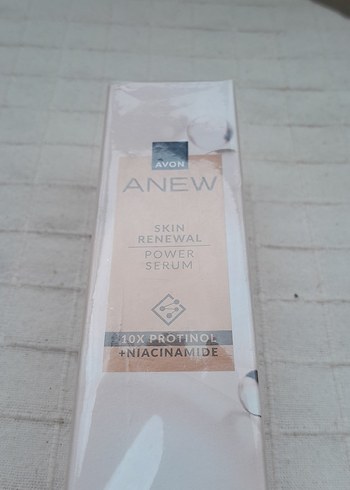 AVON
ANEW
SKIN
RENEWAL
POWER
SERUM
10X PROTINOL
+NIACINAMIDE